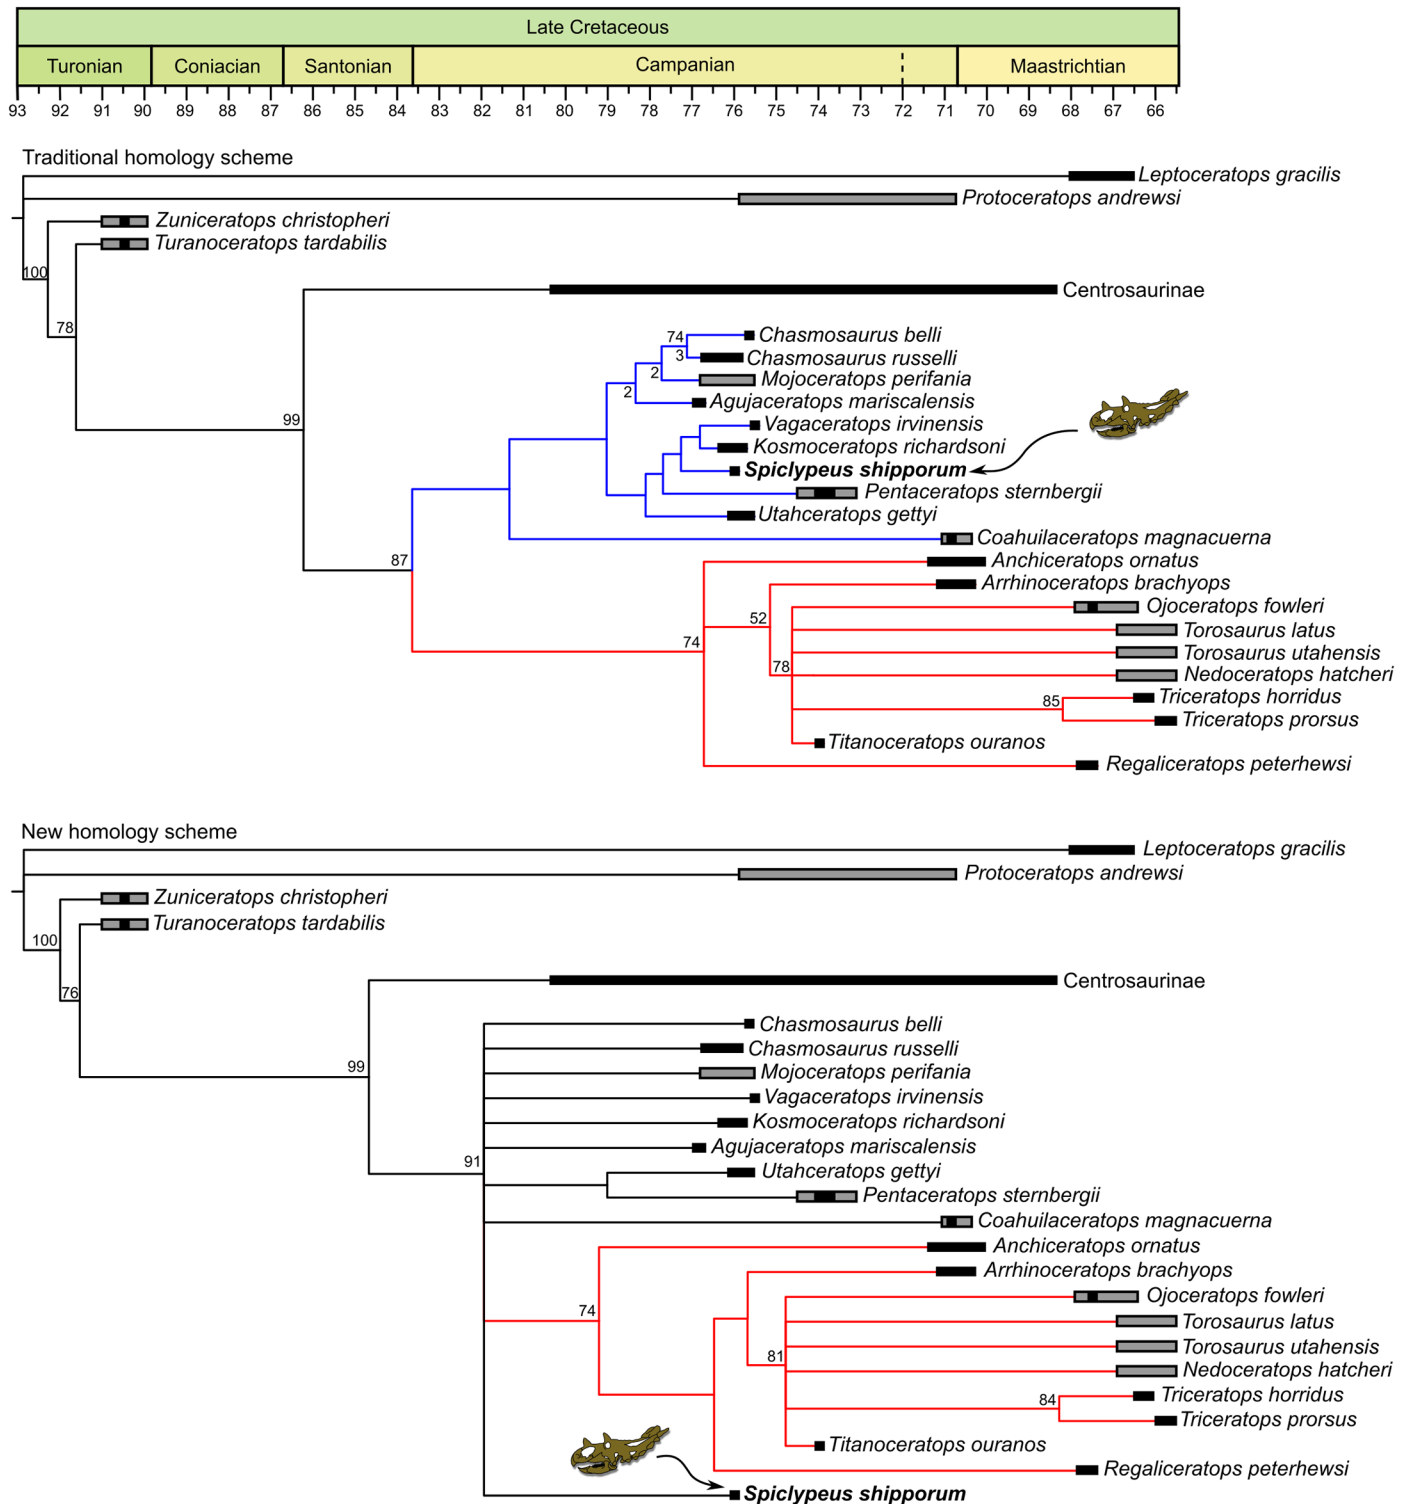 Late Cretaceous
Turonian Coniacian Santonian Campanian Maastrichtian
93 92 91 90 89 88 87 86 85 84 83 82 81 80 79 78 77 76 75 74 73 72 71 70 69 68 67 66
Traditional homology scheme
Leptoceratops gracilis
Protoceratops andrewsi
Zuniceratops christopheri
Turanoceratops tardabilis
100
Centrosaurinae
78
74 Chasmosaurus belli
3 Chasmosaurus russelli
2 Mojoceratops perifania
2 Agujaceratops mariscalensis
99 Vagaceratops irvinensis
Kosmoceratops richardsoni
Spiclypeus shipporum
Pentaceratops sternbergii
Utahceratops gettyi
Coahuilaceratops magnacuerna
87 Anchiceratops ornatus
Arrhinoceratops brachyops
Ojoceratops fowleri
52
Torosaurus latus
74 Torosaurus utahensis
78 Nedoceratops hatcheri
85 Triceratops horridus
Triceratops prorsus
Titanoceratops ouranos
Regaliceratops peterhewsi
New homology scheme
Leptoceratops gracilis
Protoceratops andrewsi
Zuniceratops christopheri
Turanoceratops tardabilis
100
Centrosaurinae
76
Chasmosaurus belli
Chasmosaurus russelli
99 Mojoceratops perifania
Vagaceratops irvinensis
Kosmoceratops richardsoni
Agujaceratops mariscalensis
91 Utahceratops gettyi
Pentaceratops sternbergii
Coahuilaceratops magnacuerna
Anchiceratops ornatus
Arrhinoceratops brachyops
Ojoceratops fowleri
74 Torosaurus latus
Torosaurus utahensis
81 Nedoceratops hatcheri
84 Triceratops horridus
Triceratops prorsus
Titanoceratops ouranos
Regaliceratops peterhewsi
Spiclypeus shipporum